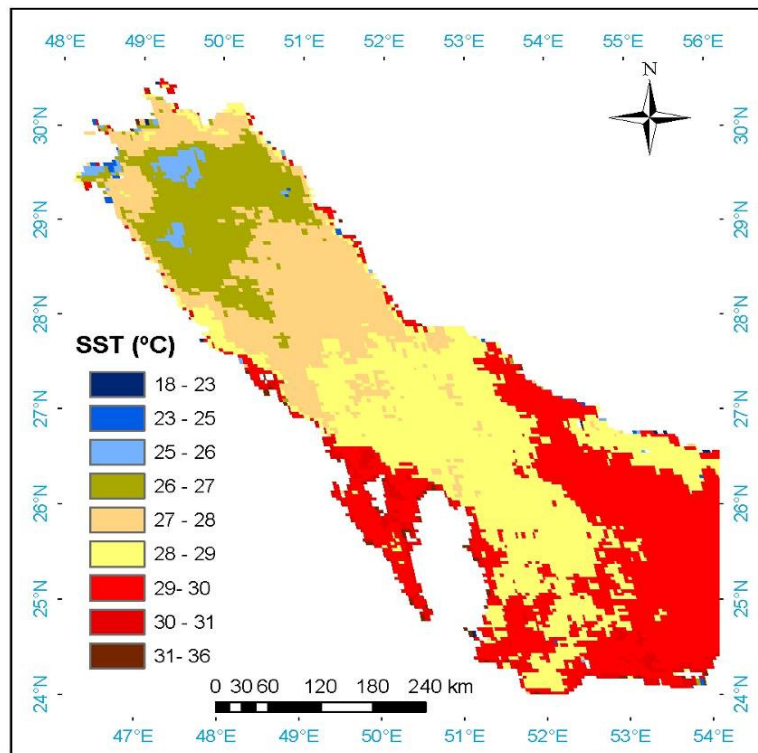 48°E 49°E 50°E 51°E 52°E 53°E 54°E 55°E 56°E
N
30°N 30°N
29°N 29°N
28°N 28°N
SST (ºC)
18 - 23
27°N 27°N
23 - 25
25 - 26
26°N 26°N
26 - 27
27 - 28
28 - 29
25°N 25°N
29- 30
30 - 31
31- 36
24°N 24°N
0 30 60 120 180 240 km
47°E 48°E 49°E 50°E 51°E 52°E 53°E 54°E